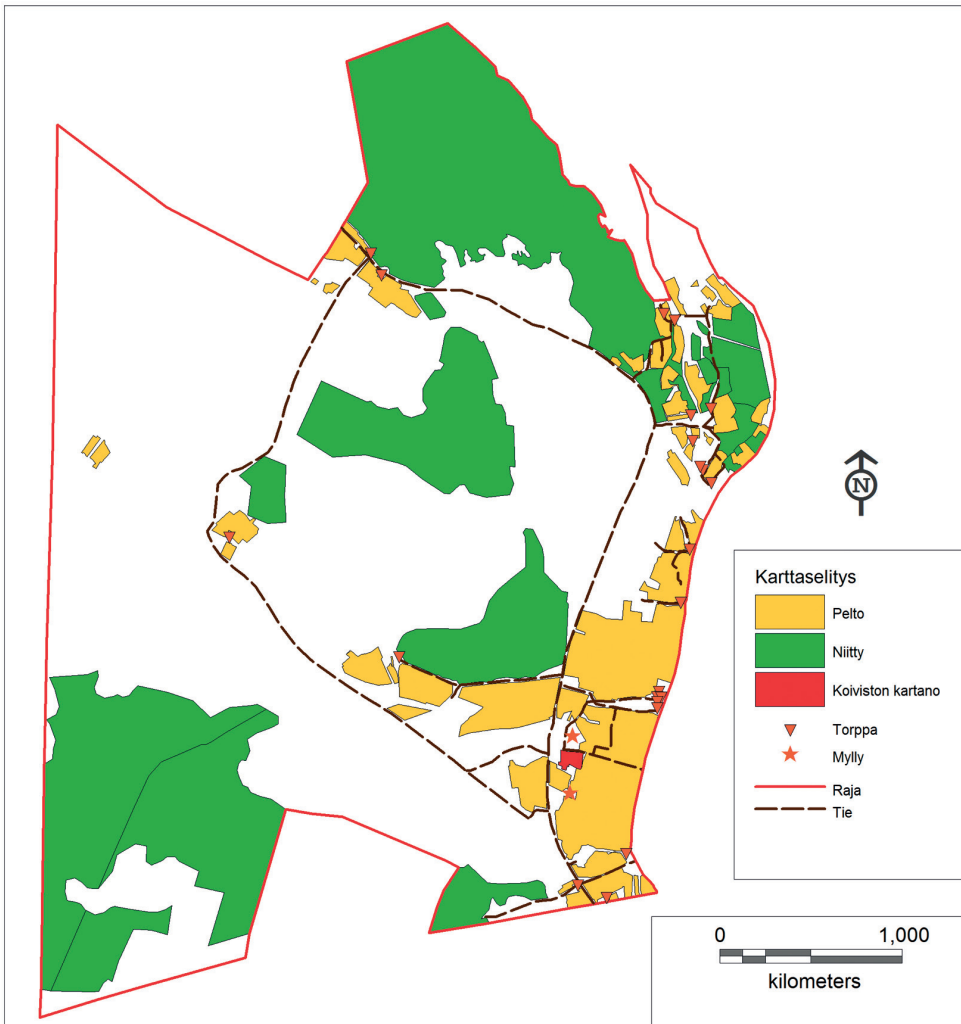 N
Karttaselitys
Pelto
Niitty
Koiviston kartano
Torppa
Mylly
Raja
Tie
0 1,000
kilometers